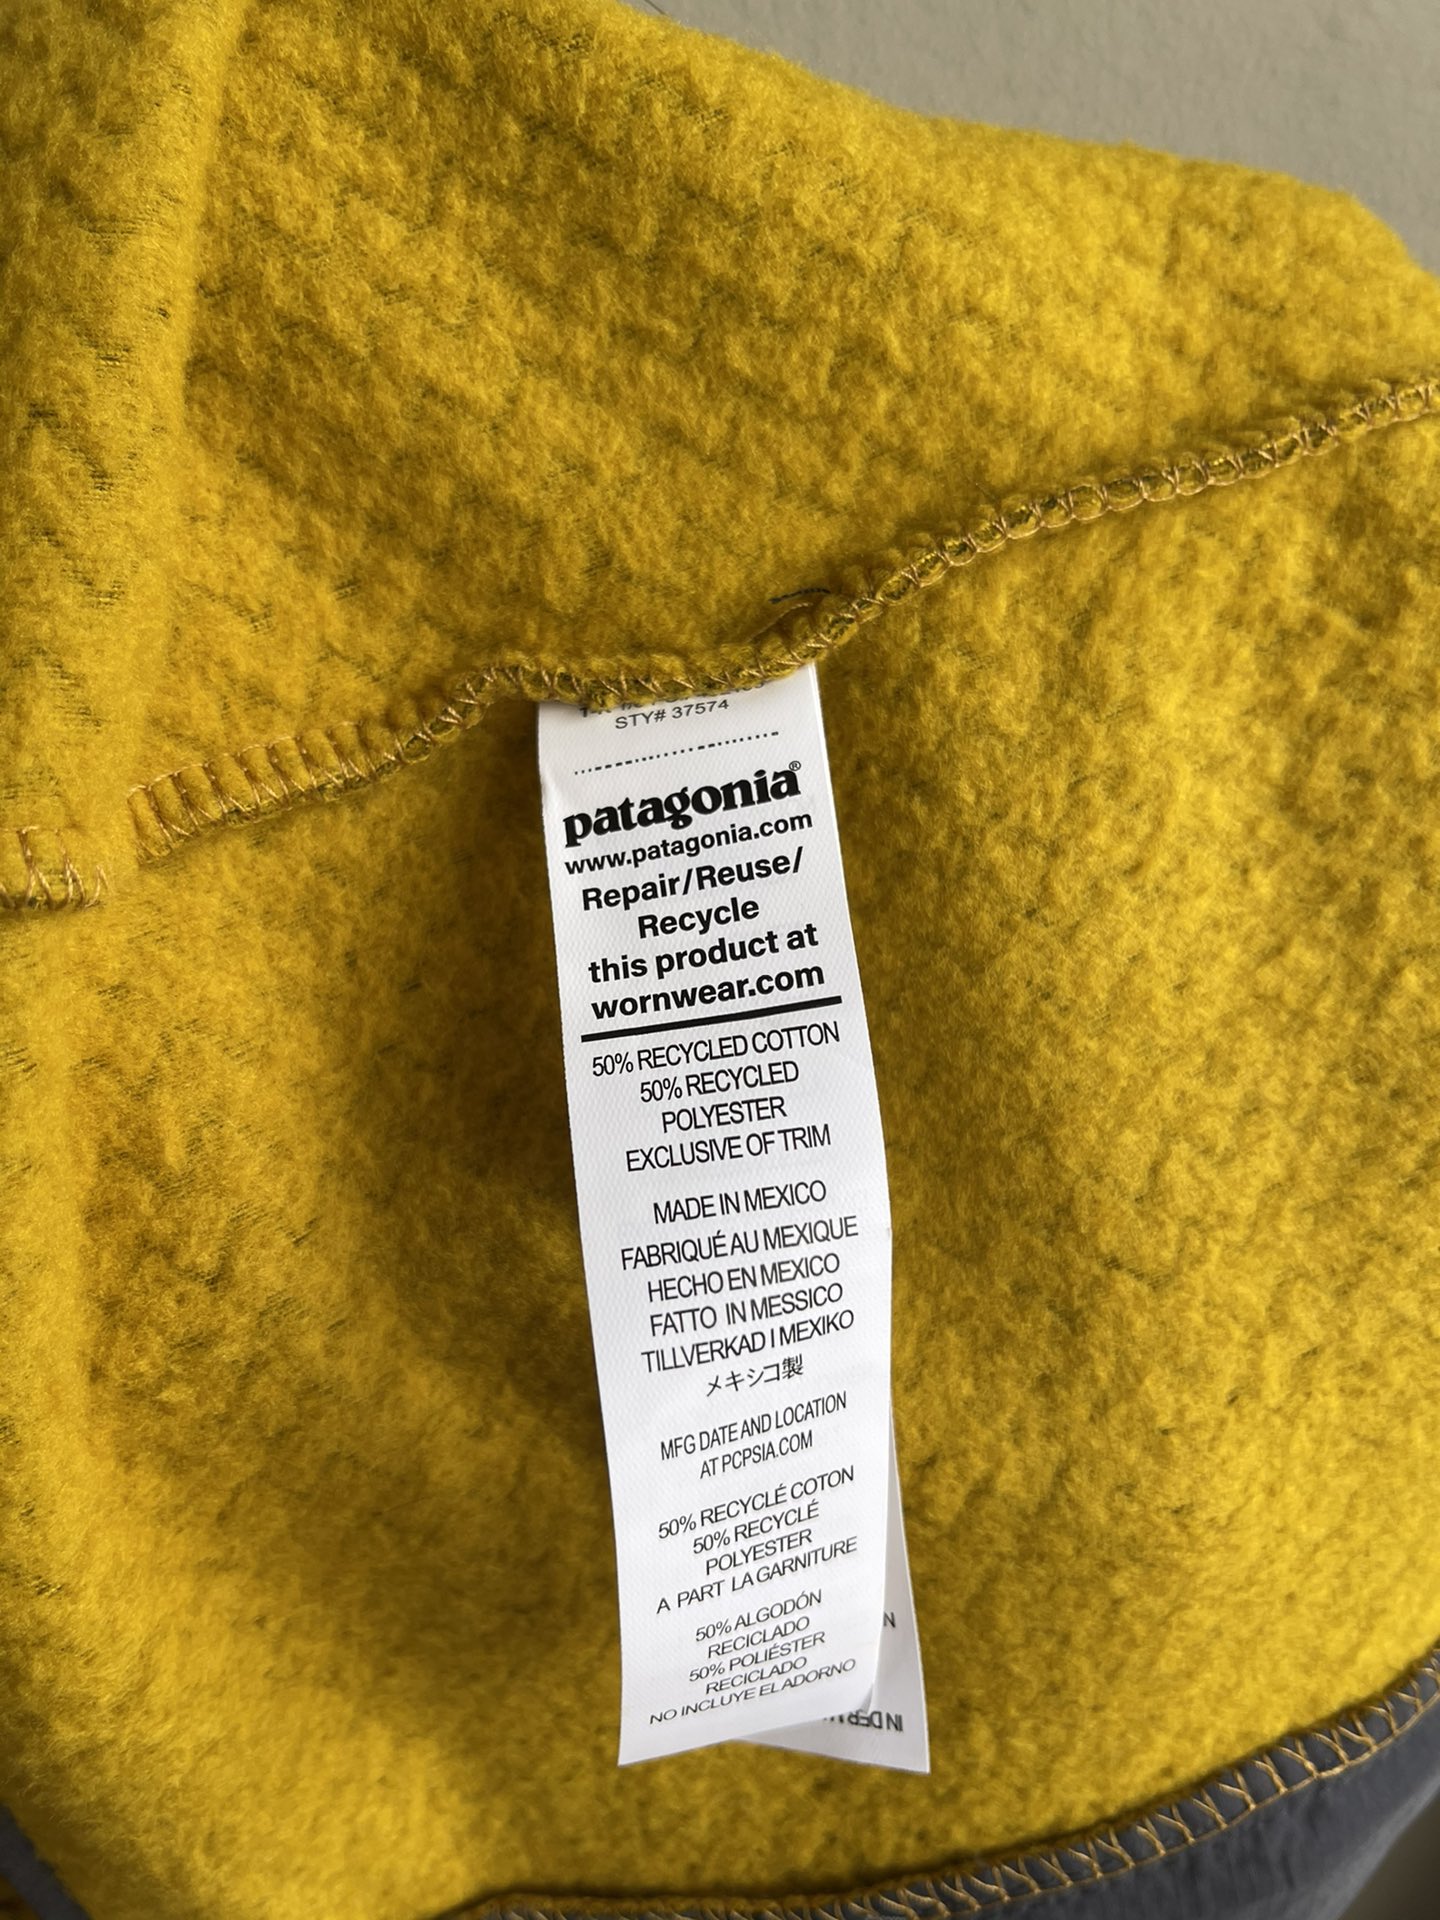 STY# 37574
patagonia®
www.patagonia.com
Repair/Reuse/
Recycle
this product at
wornwear.com
50% RECYCLED COTTON
50% RECYCLED
POLYESTER
EXCLUSIVE OF TRIM
MADE IN MEXICO
FABRIQUÉ AU MEXIQUE
HECHO EN MEXICO
FATTO IN MESSICO
TILLVERKAD I MEXIKO
メキシコ製
MFG DATE AND LOCATION
AT PCPSIA.COM
50% RECYCLÉ COTON
50% RECYCLÉ
POLYESTER
A PART LA GARNITURE
50% ALGODÓN
RECICLADO
50% POLIÉSTER
RECICLADO
NO INCLUYE EL ADORNO